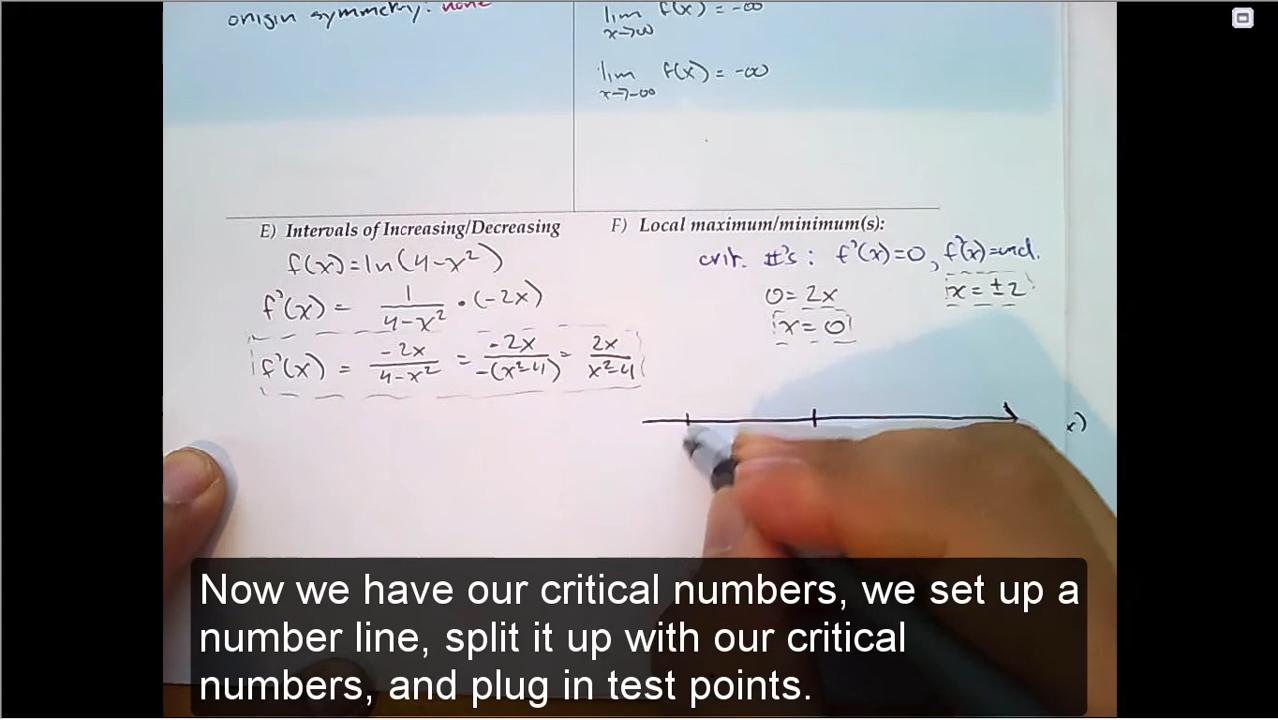 origin symmetry: none
lim f(x) = -∞
x→∞
lim f(x) = -∞
x→-∞
E) Intervals of Increasing/Decreasing
f(x)=ln(4-x²)
f'(x) = 1/(4-x²) • (-2x)
f'(x) = -2x/(4-x²) = -2x/-(x²-4) = 2x/(x²-4)
F) Local maximum/minimum(s):
crit. #'s: f'(x)=0, f'(x)=und.
0=2x
x=±2
x=0
x)
Now we have our critical numbers, we set up a
number line, split it up with our critical
numbers, and plug in test points.